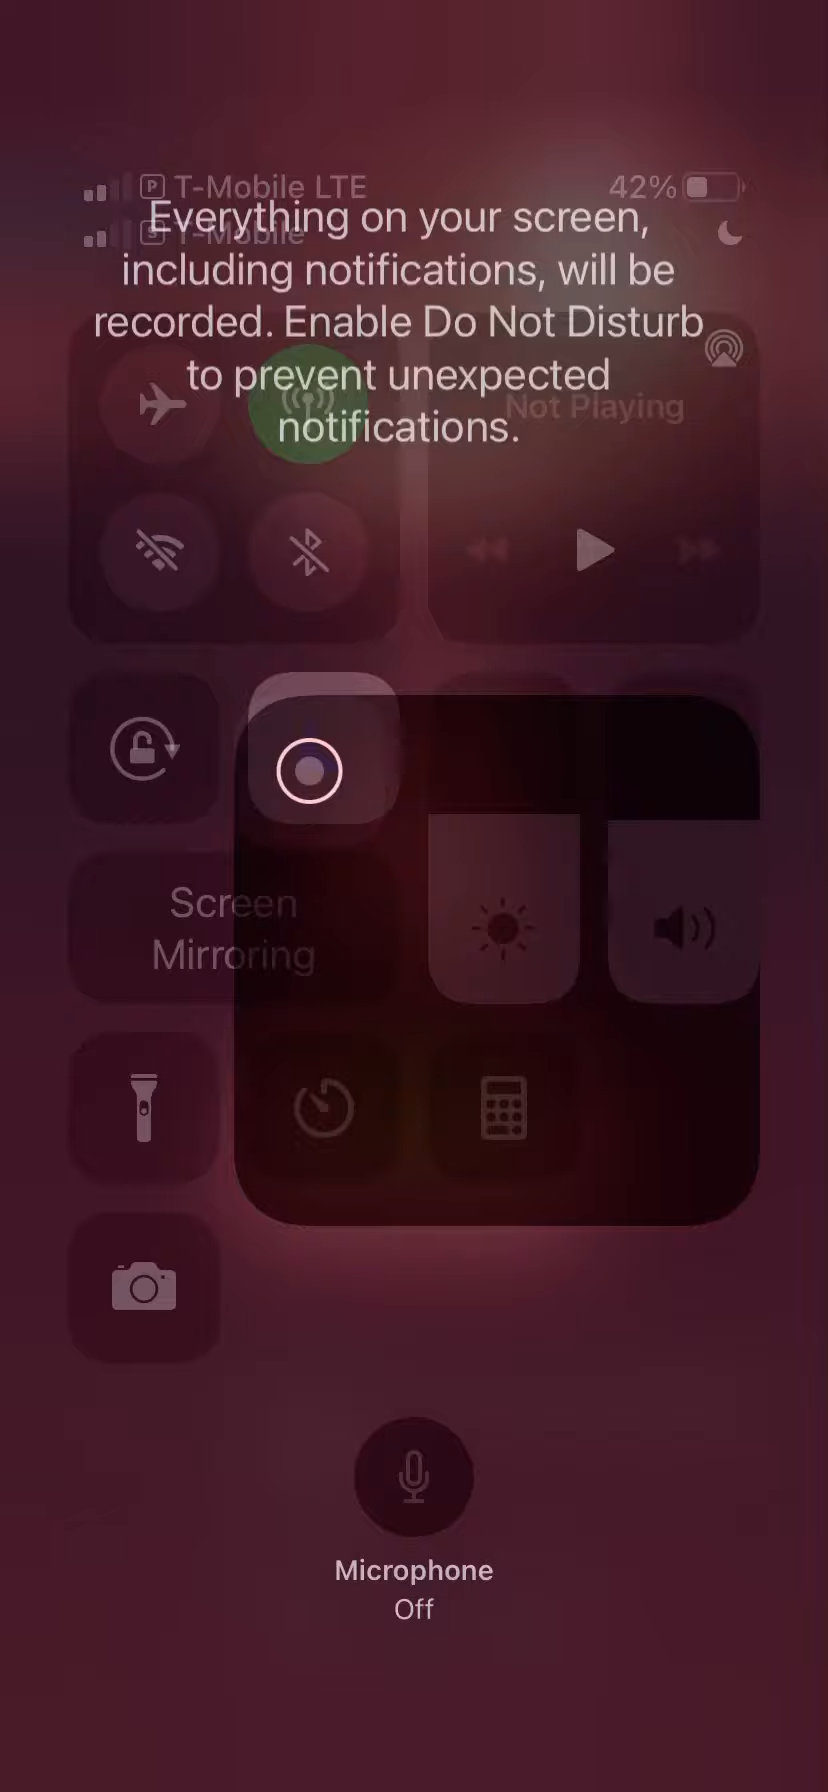 P T-Mobile LTE 42%
S T-Mobile
Everything on your screen,
including notifications, will be
recorded. Enable Do Not Disturb
to prevent unexpected
notifications.
Not Playing
Screen
Mirroring
Microphone
Off